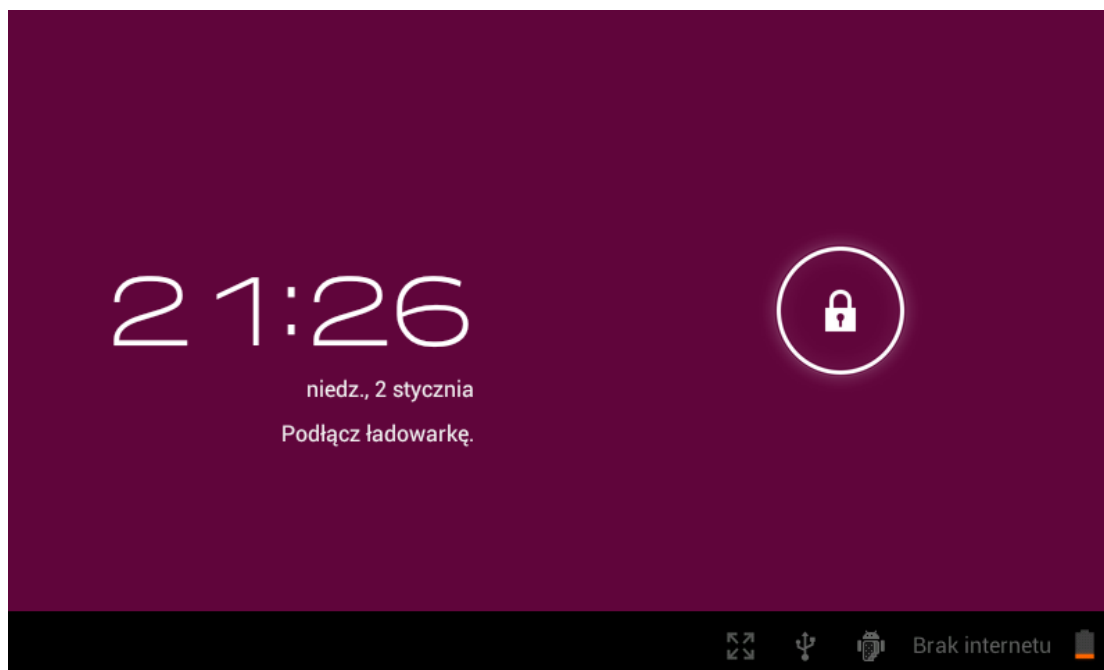 21:26
niedz., 2 stycznia
Podłącz ładowarkę.
Brak internetu